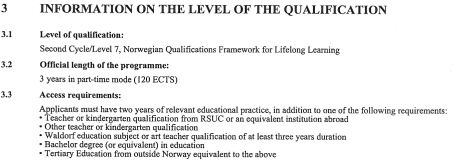 3 INFORMATION ON THE LEVEL OF THE QUALIFICATION
3.1 Level of qualification:
Second Cycle/Level 7, Norwegian Qualifications Framework for Lifelong Learning
3.2 Official length of the programme:
3 years in part-time mode (120 ECTS)
3.3 Access requirements:
Applicants must have two years of relevant educational practice, in addition to one of the following requirements:
• Teacher or kindergarten qualification from RSUC or an equivalent institution abroad
• Other teacher or kindergarten qualification
• Waldorf education subject or art teacher qualification of at least three years duration
• Bachelor degree (or equivalent) in education
• Tertiary Education from outside Norway equivalent to the above